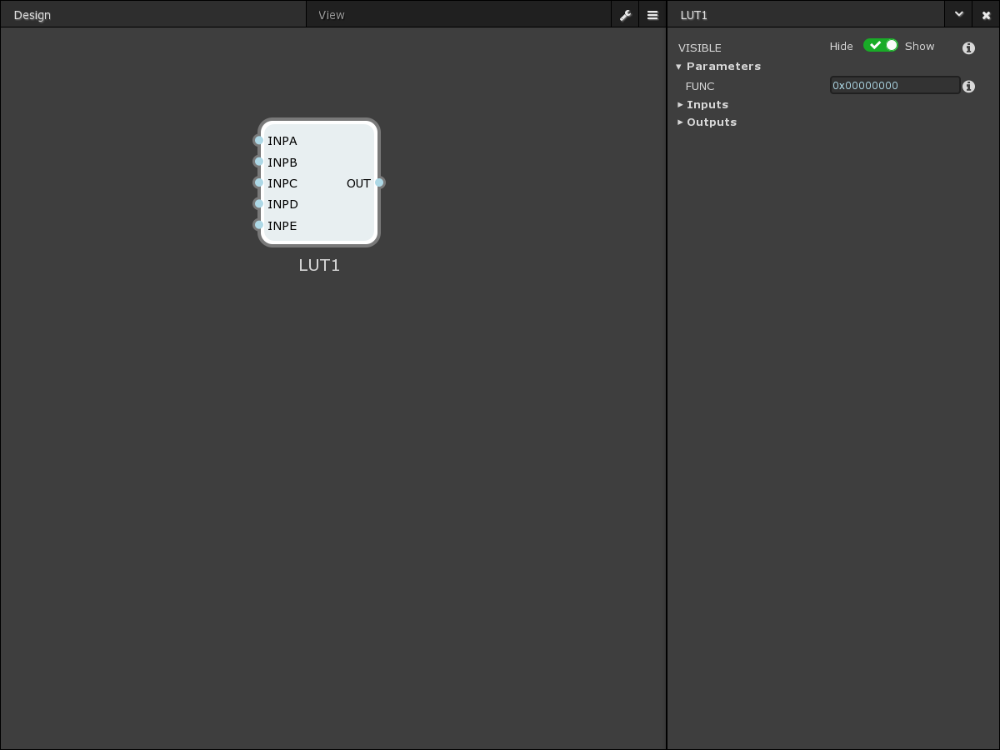 Design
View
LUT1
VISIBLE
Hide
Show
Parameters
FUNC
0x00000000
Inputs
Outputs
INPA
INPB
INPC
OUT
INPD
INPE
LUT1